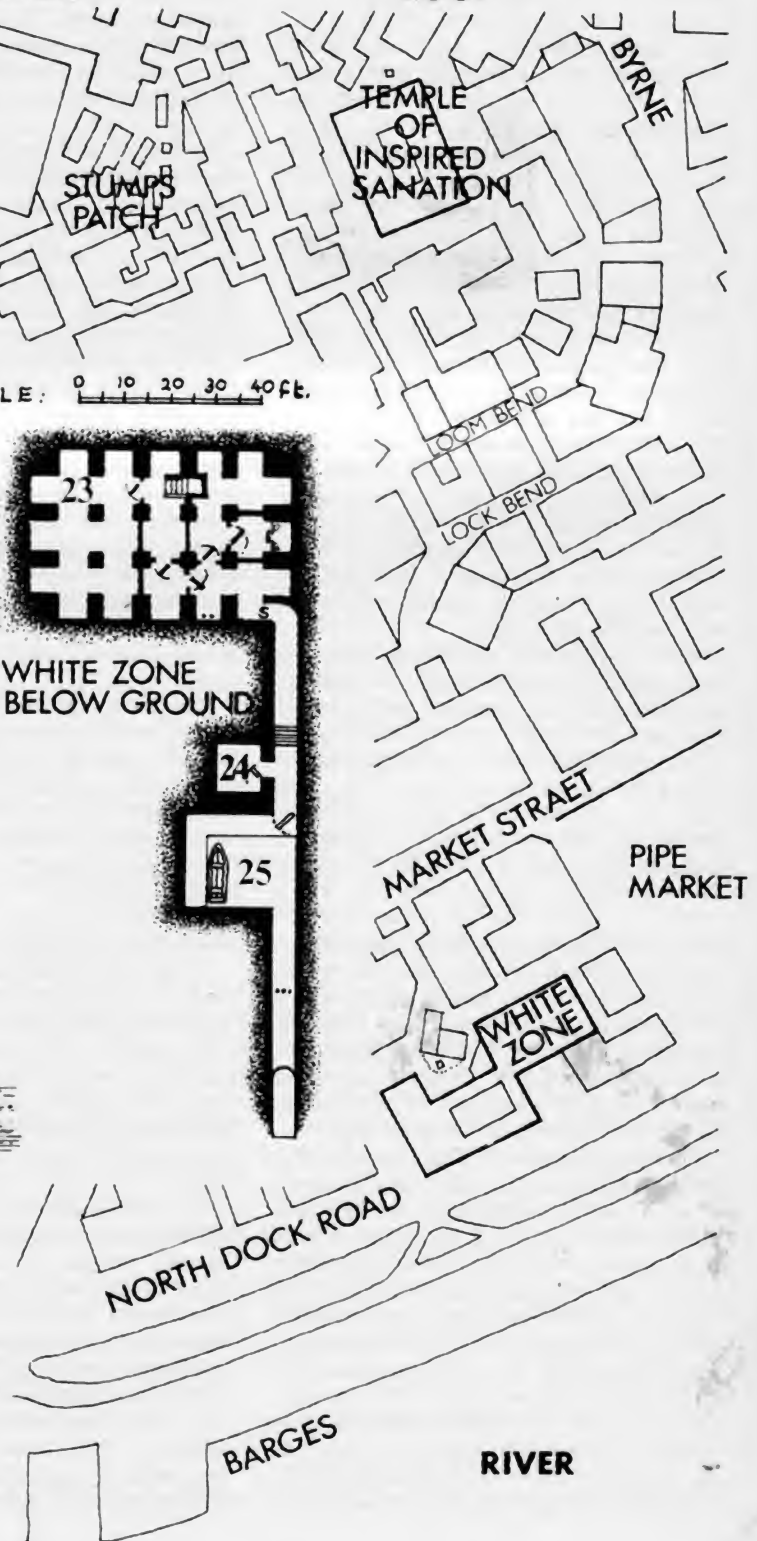 BYRNE
TEMPLE
OF
INSPIRED
SANATION
STUMPS
PATCH
LE: 0 10 20 30 40 ft.
LOOM BEND
LOCK BEND
23
S
WHITE ZONE
BELOW GROUND
24
25
MARKET STRAET
PIPE
MARKET
WHITE
ZONE
NORTH DOCK ROAD
BARGES
RIVER